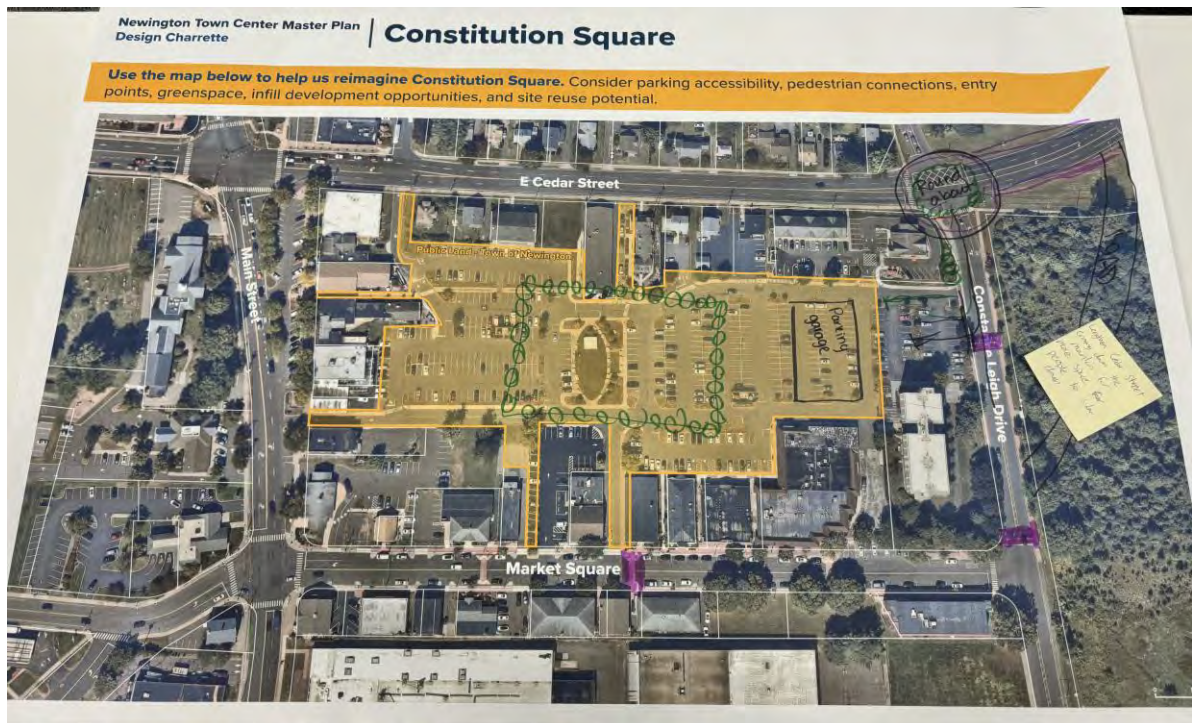 Newington Town Center Master Plan
Design Charrette
Constitution Square
Use the map below to help us reimagine Constitution Square. Consider parking accessibility, pedestrian connections, entry
points, greenspace, infill development opportunities, and site reuse potential.
E Cedar Street
Round
about
Public Land: Town of Newington
Main Street
Parking
garage
Leigh Drive
Market Square